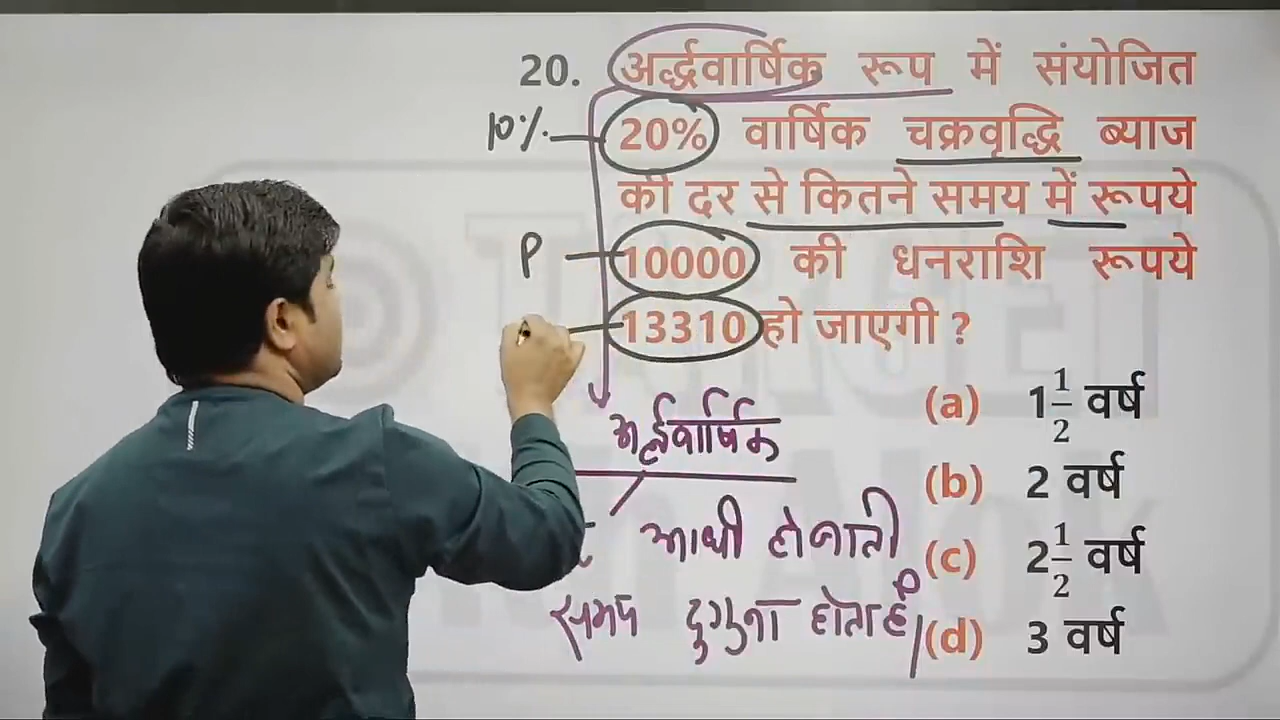 20. अर्द्धवार्षिक रूप में संयोजित
10% 20% वार्षिक चक्रवृद्धि ब्याज
की दर से कितने समय में रूपये
P 10000 की धनराशि रूपये
13310 हो जाएगी ?
अर्द्धवार्षिक
आधी होजाती
समय दुगुना होता है।
(a) 1 1/2 वर्ष
(b) 2 वर्ष
(c) 2 1/2 वर्ष
(d) 3 वर्ष